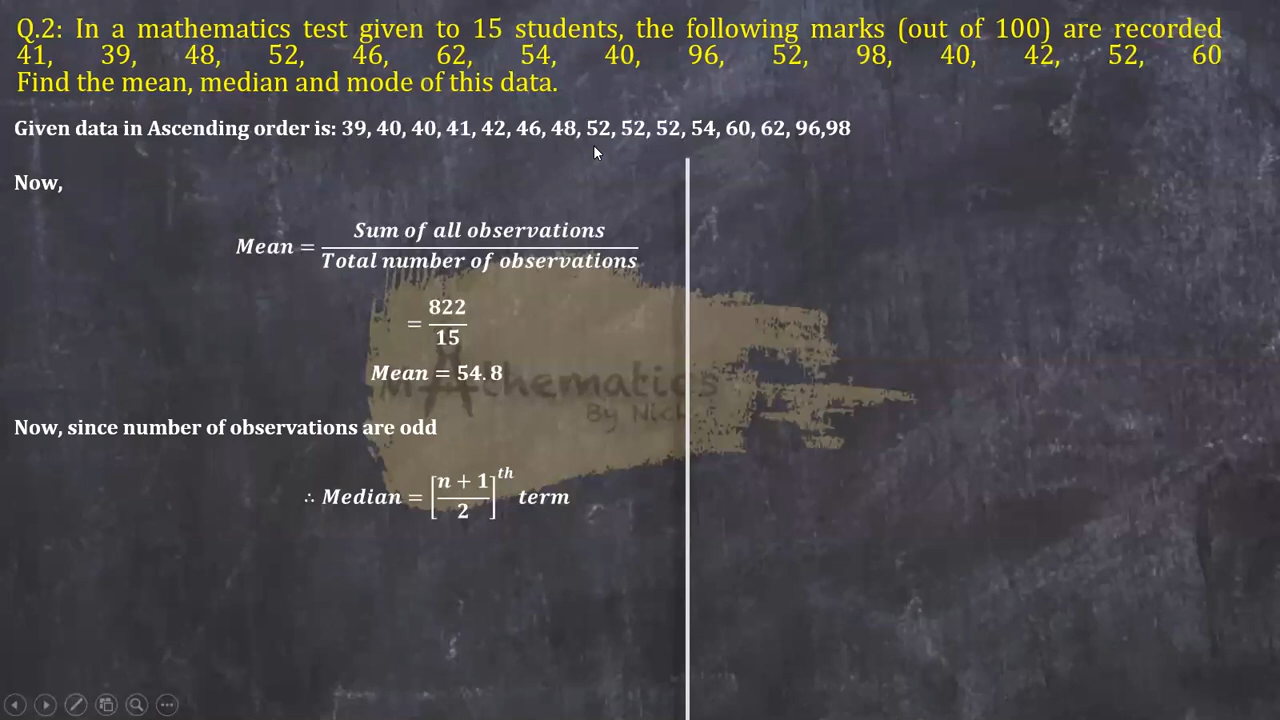 Q.2: In a mathematics test given to 15 students, the following marks (out of 100) are recorded
41, 39, 48, 52, 46, 62, 54, 40, 96, 52, 98, 40, 42, 52, 60
Find the mean, median and mode of this data.
Given data in Ascending order is: 39, 40, 40, 41, 42, 46, 48, 52, 52, 52, 54, 60, 62, 96,98
Now,
Mean = Sum of all observations / Total number of observations
= 822 / 15
Mean = 54.8
Mathematics
By Nick
Now, since number of observations are odd
∴ Median = [n + 1 / 2]^th term